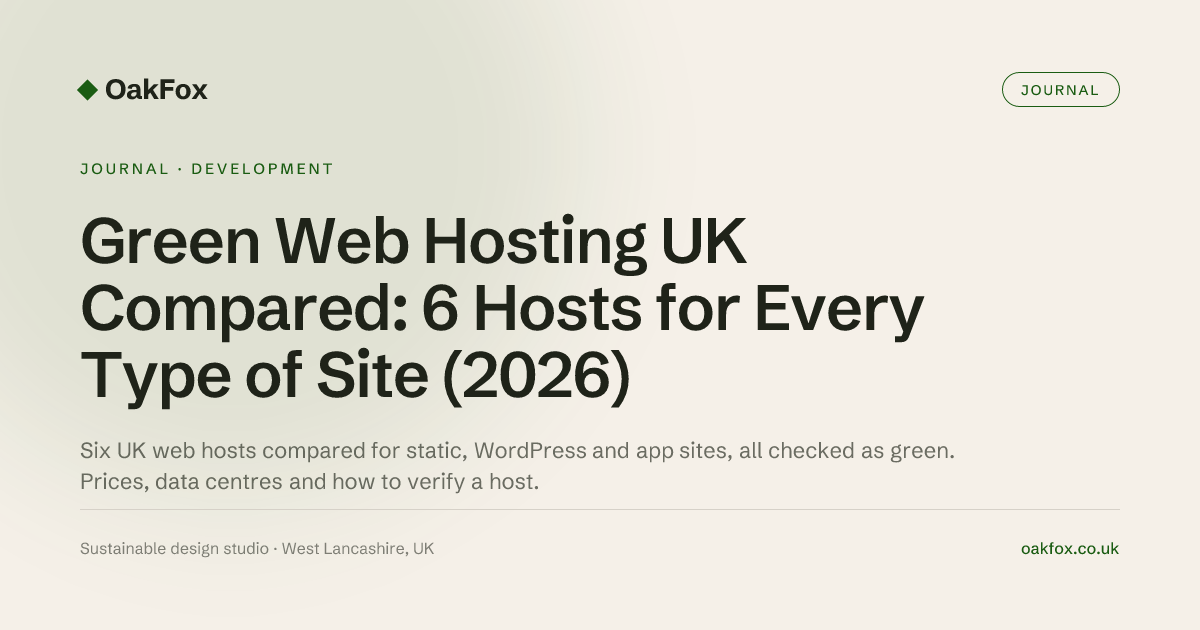 OakFox
JOURNAL
JOURNAL · DEVELOPMENT
Green Web Hosting UK
Compared: 6 Hosts for Every
Type of Site (2026)
Six UK web hosts compared for static, WordPress and app sites, all checked as green.
Prices, data centres and how to verify a host.
Sustainable design studio · West Lancashire, UK
oakfox.co.uk